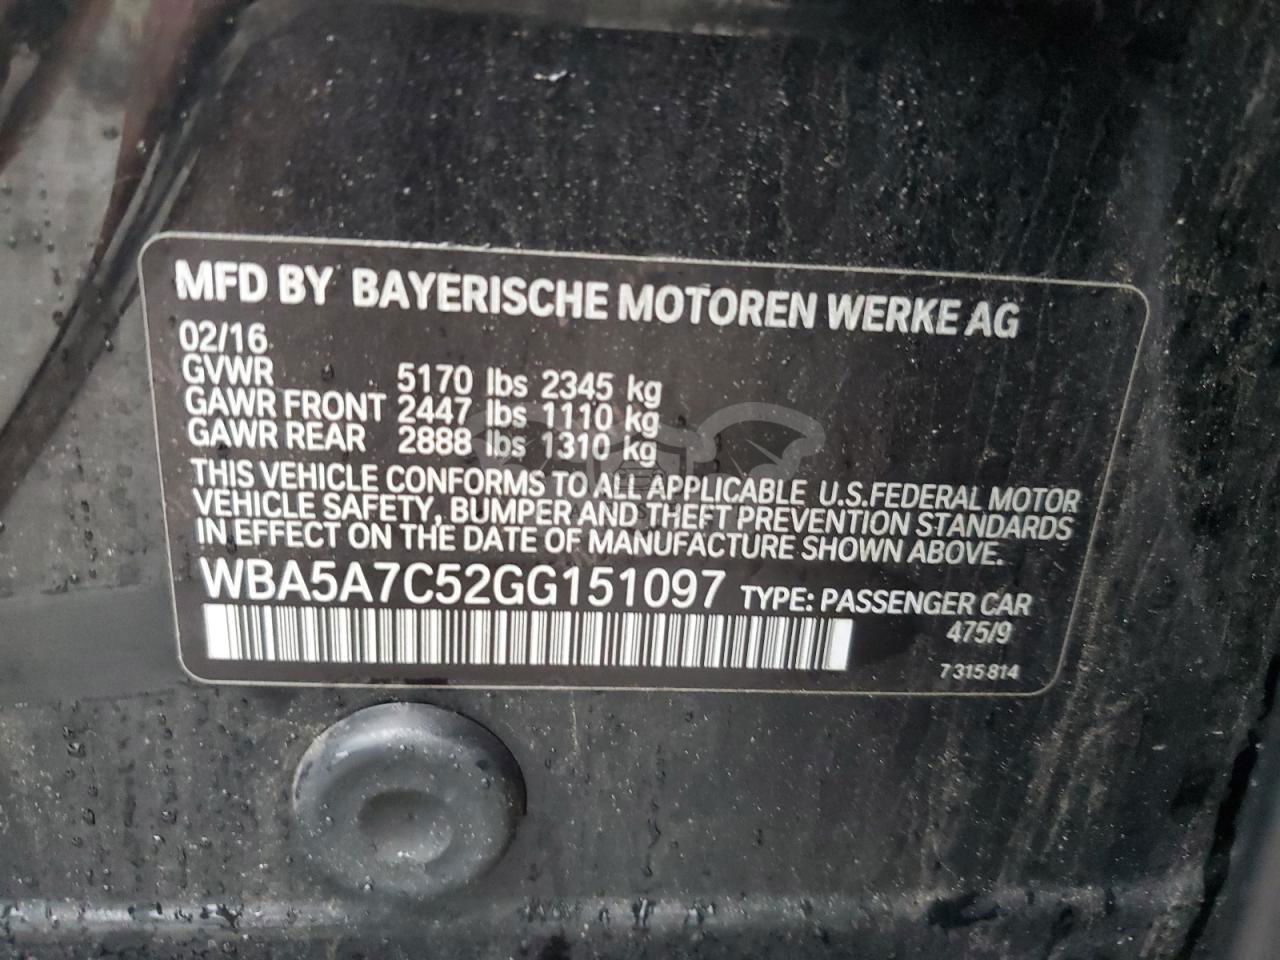 MFD BY BAYERISCHE MOTOREN WERKE AG
02/16
GVWR 5170 lbs 2345 kg
GAWR FRONT 2447 lbs 1110 kg
GAWR REAR 2888 lbs 1310 kg
THIS VEHICLE CONFORMS TO ALL APPLICABLE U.S.FEDERAL MOTOR
VEHICLE SAFETY, BUMPER AND THEFT PREVENTION STANDARDS
IN EFFECT ON THE DATE OF MANUFACTURE SHOWN ABOVE.
WBA5A7C52GG151097 TYPE: PASSENGER CAR
475/9
7315814